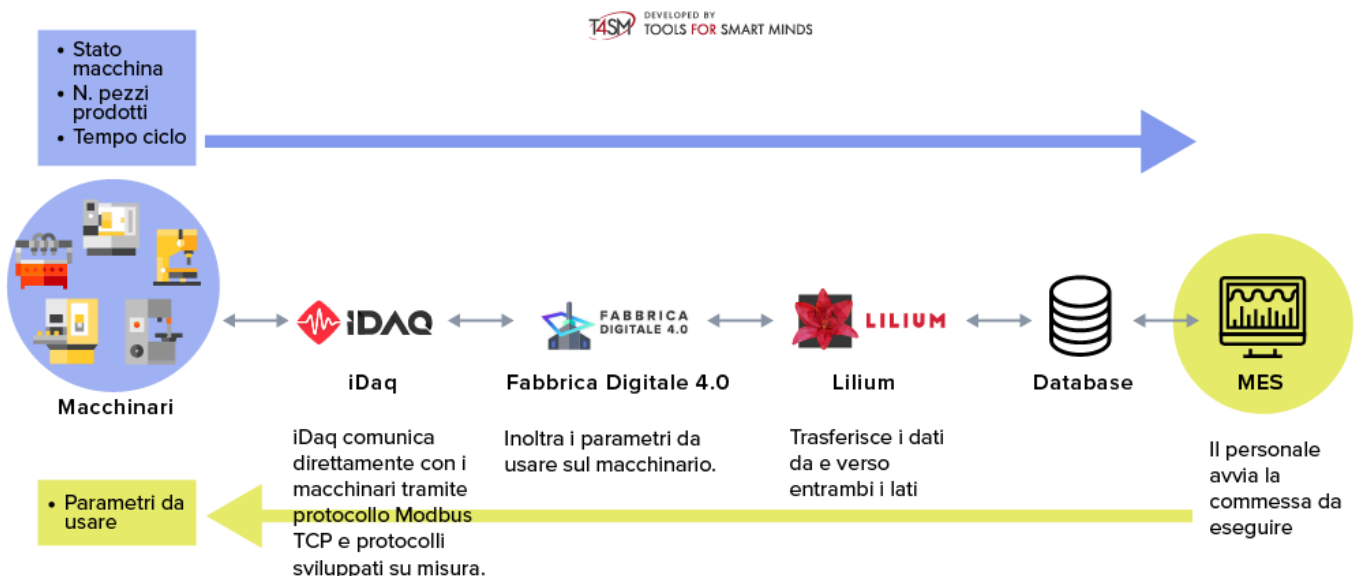 T4SM DEVELOPED BY
TOOLS FOR SMART MINDS
• Stato
macchina
• N. pezzi
prodotti
• Tempo ciclo
iDAQ
FABBRICA
DIGITALE 4.0
LILIUM
Macchinari
iDaq
Fabbrica Digitale 4.0
Lilium
Database
MES
iDaq comunica
direttamente con i
macchinari tramite
protocollo Modbus
TCP e protocolli
sviluppati su misura.
Inoltra i parametri da
usare sul macchinario.
Trasferisce i dati
da e verso
entrambi i lati
Il personale
avvia la
commessa da
eseguire
• Parametri da
usare